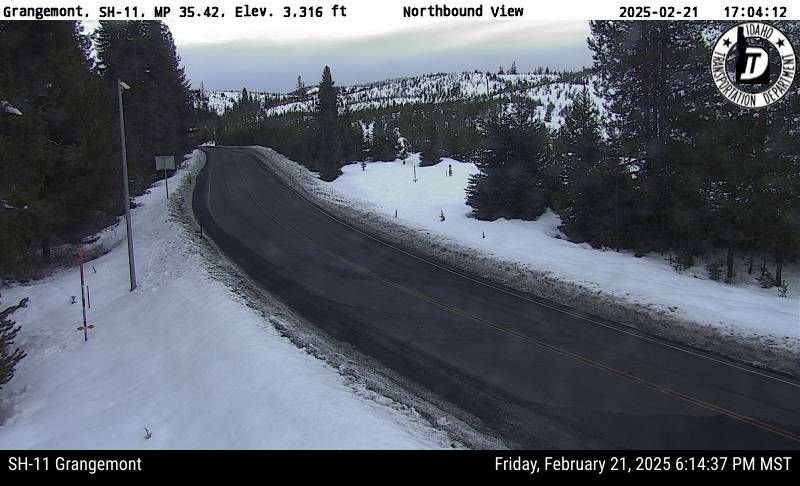 Grangemont, SH-11, MP 35.42, Elev. 3,316 ft Northbound View 2025-02-21 17:04:12
IDAHO
TRANSPORTATION DEPARTMENT
SH-11 Grangemont Friday, February 21, 2025 6:14:37 PM MST